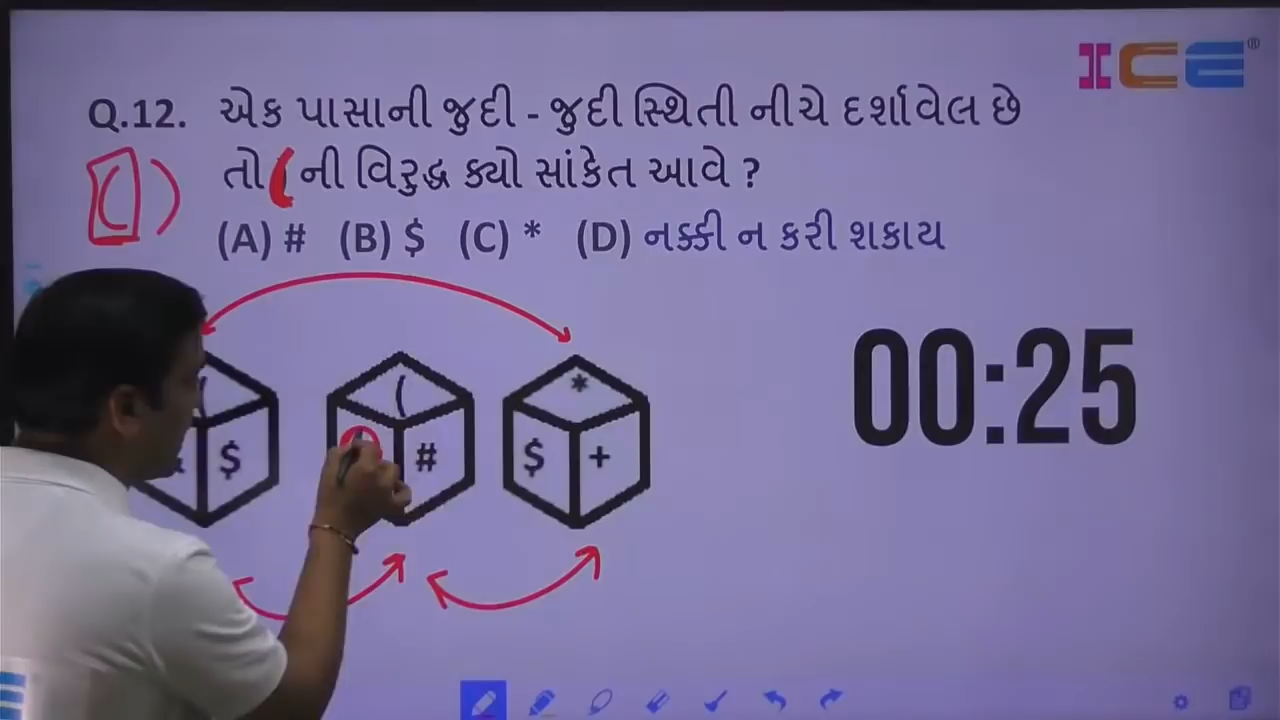 ICE®
Q.12. એક પાસાની જુદી - જુદી સ્થિતી નીચે દર્શાવેલ છે
તો ( ની વિરુદ્ધ ક્યો સાંકેત આવે ?
(A) # (B) $ (C) * (D) નક્કી ન કરી શકાય
00:25
( ( *
$ # $ +